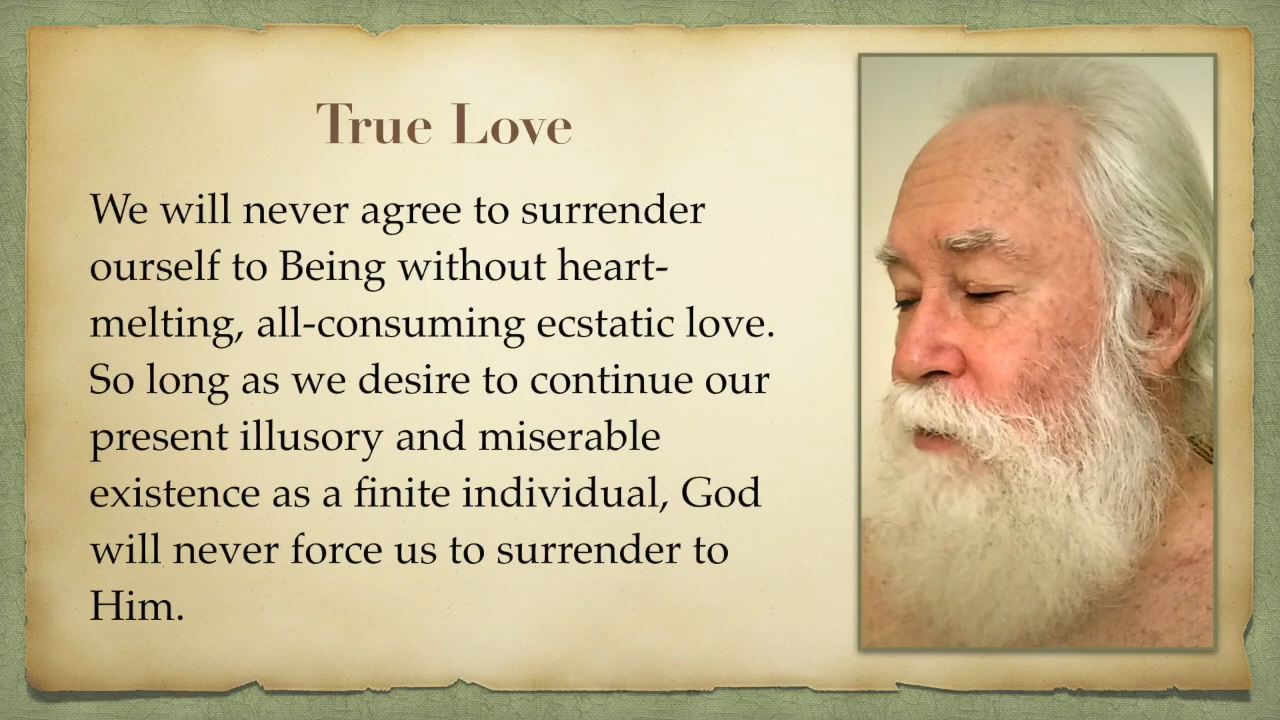 True Love
We will never agree to surrender
ourself to Being without heart-
melting, all-consuming ecstatic love.
So long as we desire to continue our
present illusory and miserable
existence as a finite individual, God
will never force us to surrender to
Him.